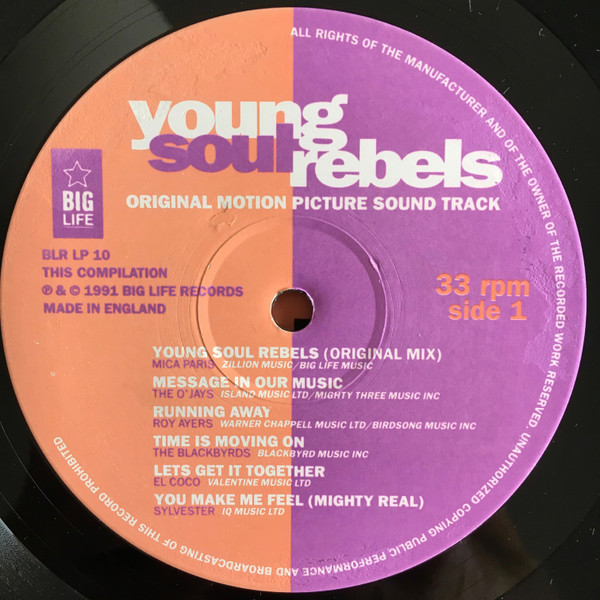 ALL RIGHTS OF THE MANUFACTURER AND OF THE OWNER OF THE RECORDED WORK RESERVED. UNAUTHORIZED COPYING PUBLIC PERFORMANCE AND BROARDCASTING OF THIS RECORD PROHIBITED
young
soul rebels
ORIGINAL MOTION PICTURE SOUND TRACK
BIG
LIFE
BLR LP 10
THIS COMPILATION
℗ & © 1991 BIG LIFE RECORDS
MADE IN ENGLAND
33 rpm
side 1
YOUNG SOUL REBELS (ORIGINAL MIX)
MICA PARIS ZILLION MUSIC/BIG LIFE MUSIC
MESSAGE IN OUR MUSIC
THE O'JAYS ISLAND MUSIC LTD/MIGHTY THREE MUSIC INC
RUNNING AWAY
ROY AYERS WARNER CHAPPELL MUSIC LTD/BIRDSONG MUSIC INC
TIME IS MOVING ON
THE BLACKBYRDS BLACKBYRD MUSIC INC
LETS GET IT TOGETHER
EL COCO VALENTINE MUSIC LTD
YOU MAKE ME FEEL (MIGHTY REAL)
SYLVESTER IQ MUSIC LTD